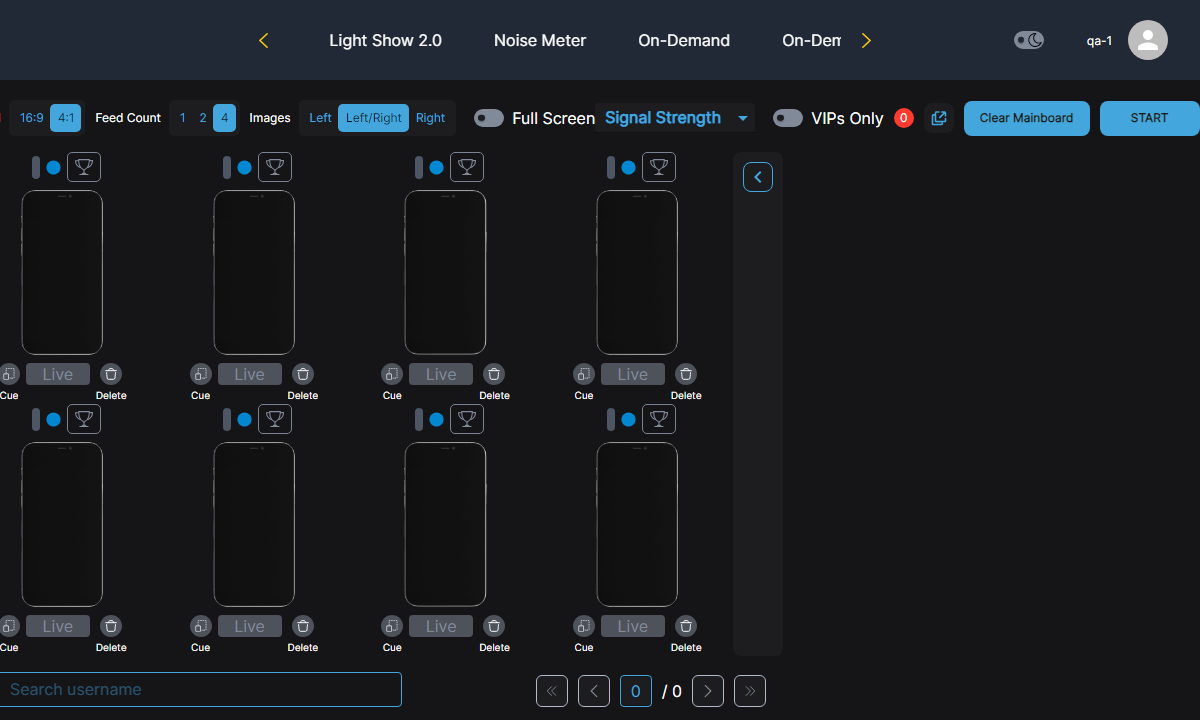 Light Show 2.0 Noise Meter On-Demand On-Dem
qa-1
16:9 4:1 Feed Count 1 2 4 Images Left Left/Right Right Full Screen Signal Strength VIPs Only 0 Clear Mainboard START
Live Live Live Live
Cue Delete Cue Delete Cue Delete Cue Delete
Live Live Live Live
Cue Delete Cue Delete Cue Delete Cue Delete
Search username
0 / 0